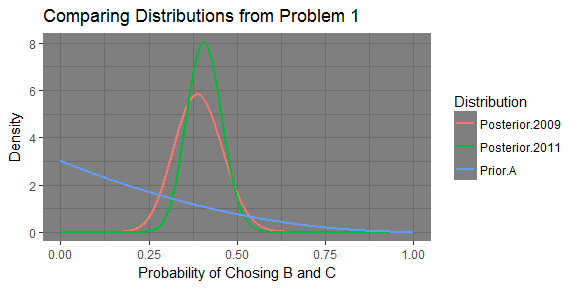 Comparing Distributions from Problem 1
8
6
4
2
0
Density
0.00 0.25 0.50 0.75 1.00
Probability of Chosing B and C
Distribution
Posterior.2009
Posterior.2011
Prior.A